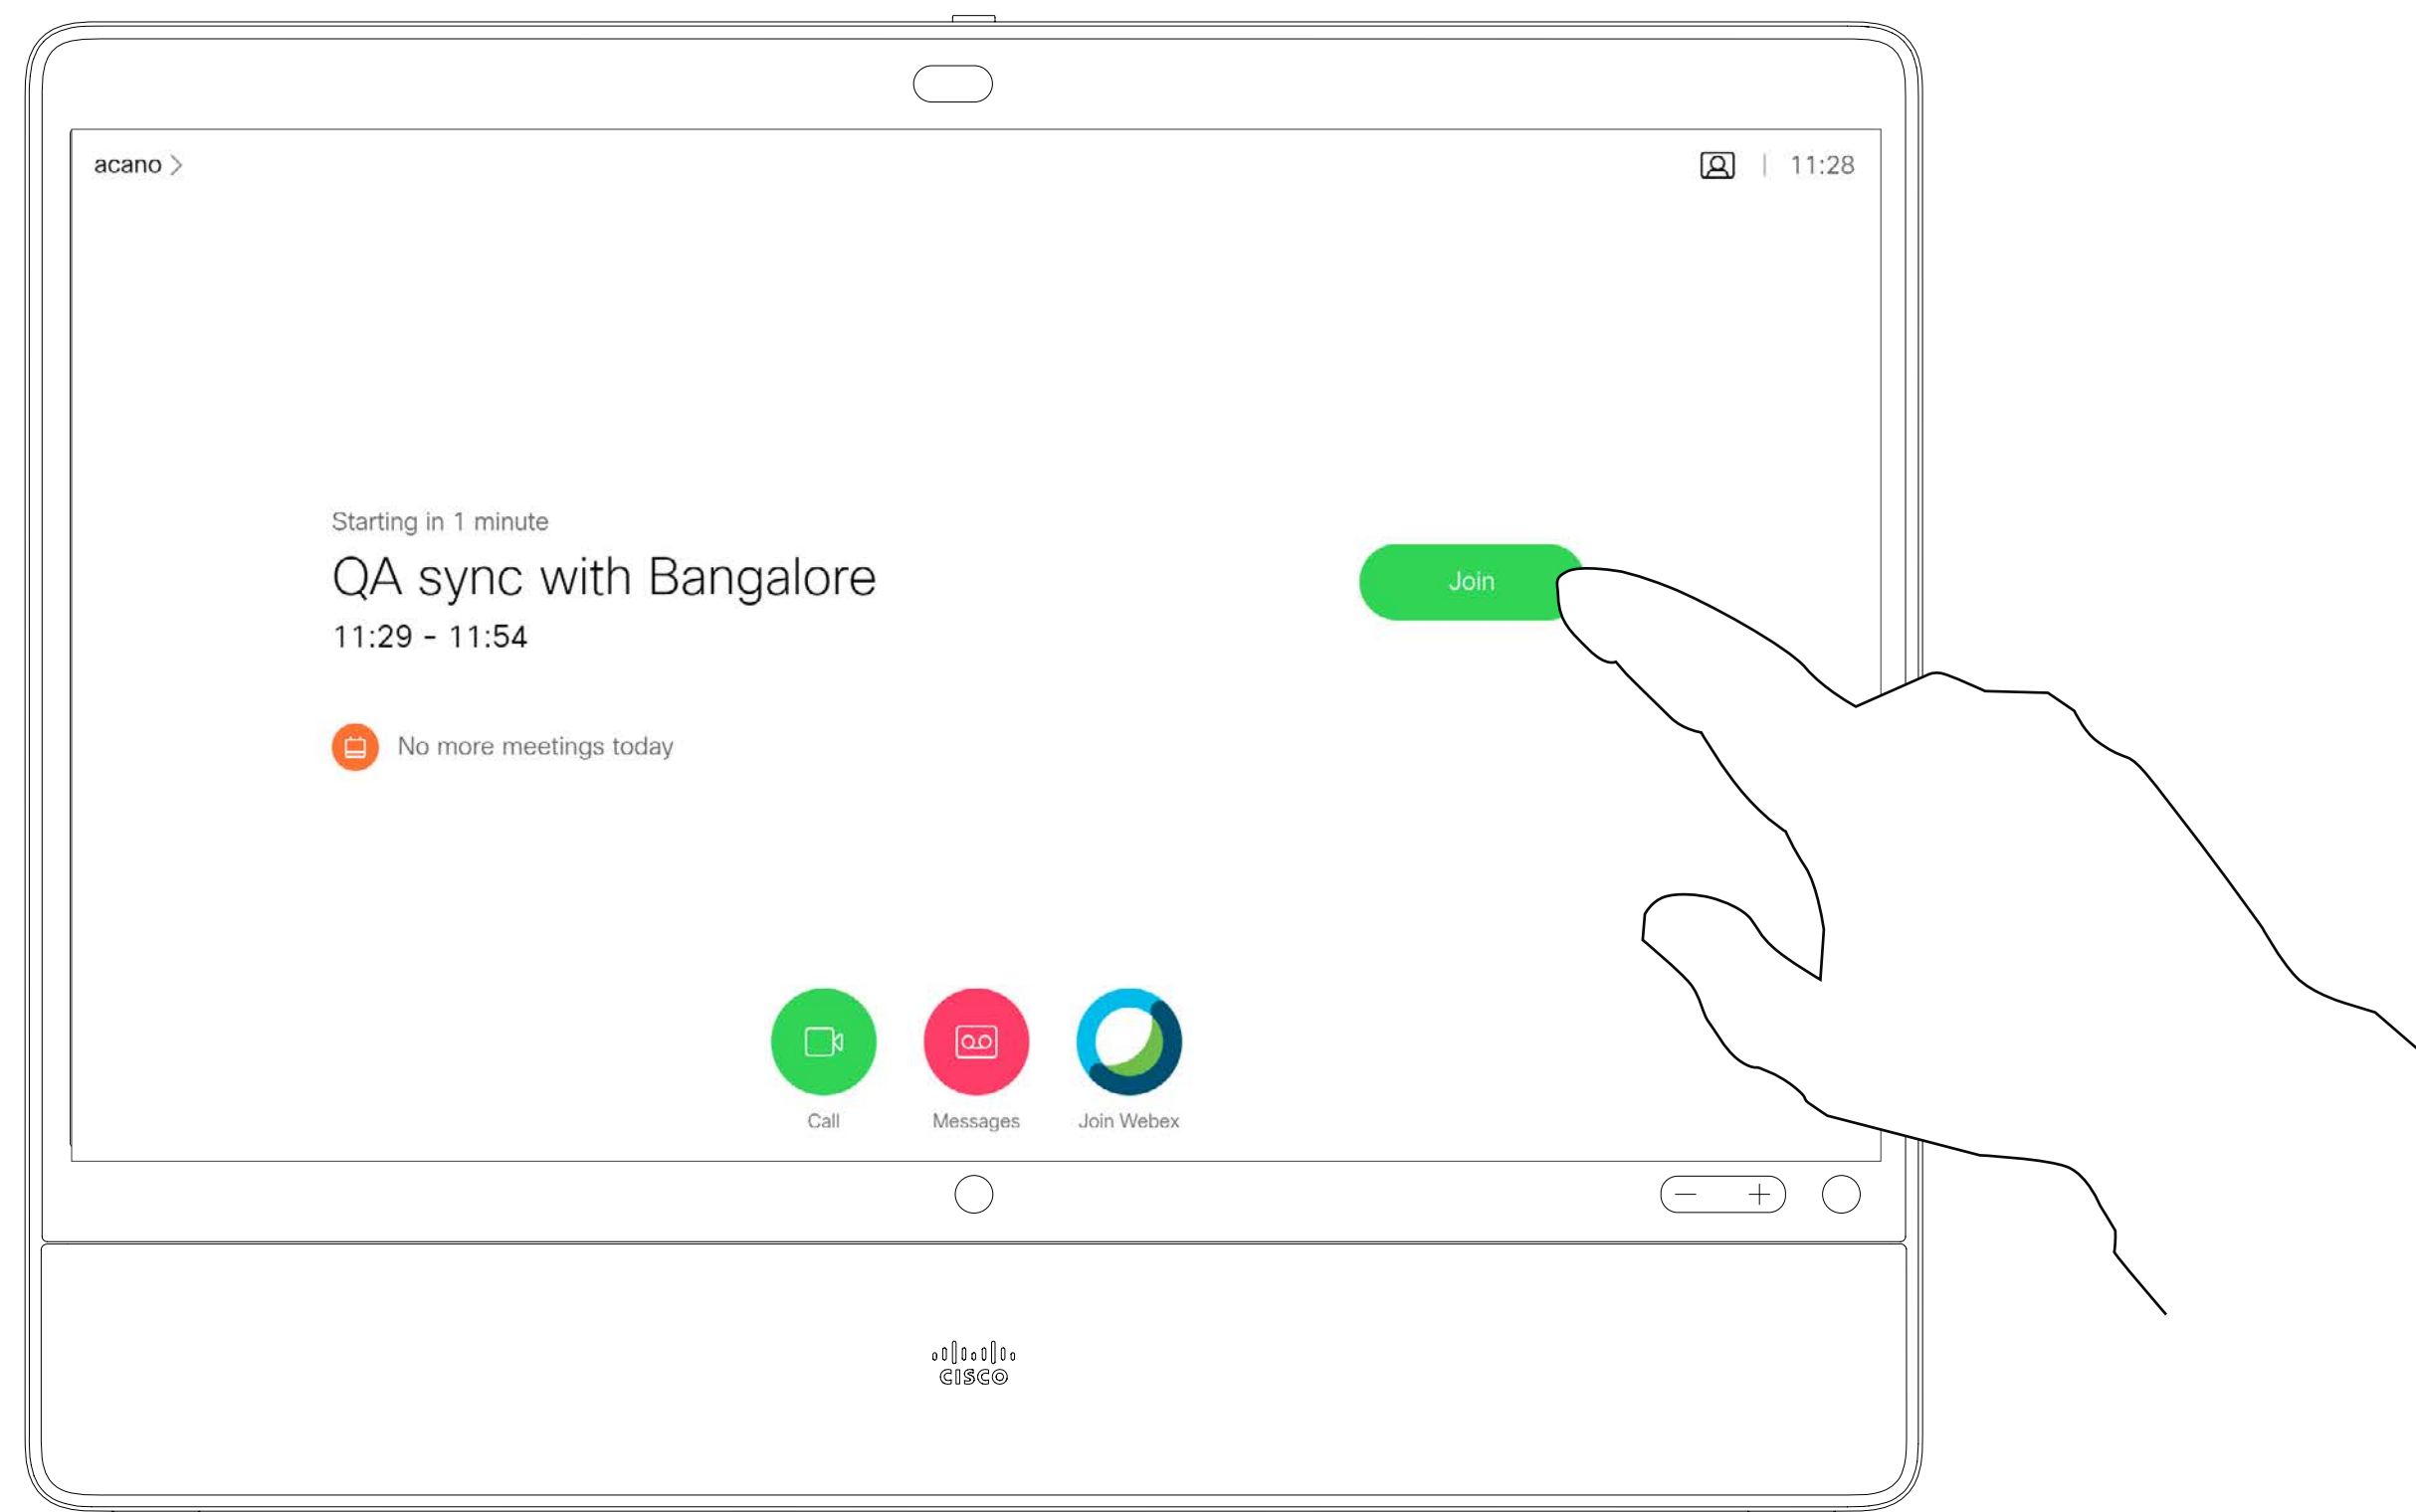 acano >
11:28
Starting in 1 minute
QA sync with Bangalore
11:29 - 11:54
Join
No more meetings today
Call
Messages
Join Webex
− +
CISCO